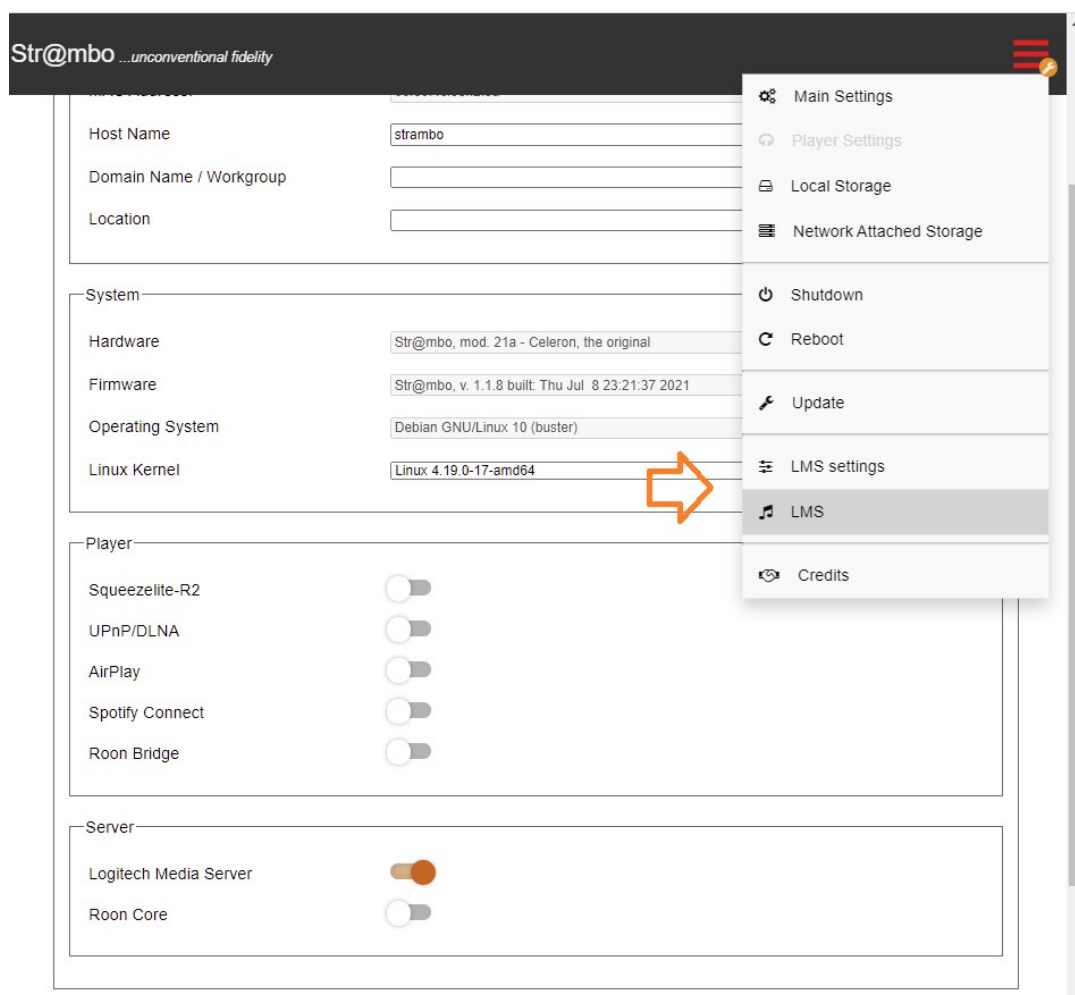 Str@mbo ...unconventional fidelity
Host Name
strambo
Domain Name / Workgroup
Location
System
Hardware
Str@mbo, mod. 21a - Celeron, the original
Firmware
Str@mbo, v. 1.1.8 built: Thu Jul 8 23:21:37 2021
Operating System
Debian GNU/Linux 10 (buster)
Linux Kernel
Linux 4.19.0-17-amd64
Player
Squeezelite-R2
UPnP/DLNA
AirPlay
Spotify Connect
Roon Bridge
Server
Logitech Media Server
Roon Core
Main Settings
Player Settings
Local Storage
Network Attached Storage
Shutdown
Reboot
Update
LMS settings
LMS
Credits